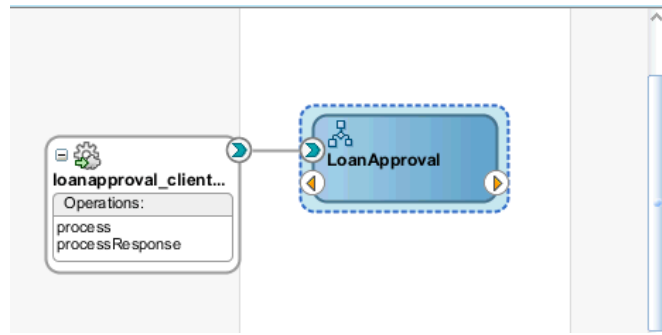 LoanApproval
loanapproval_client...
Operations:
process
processResponse